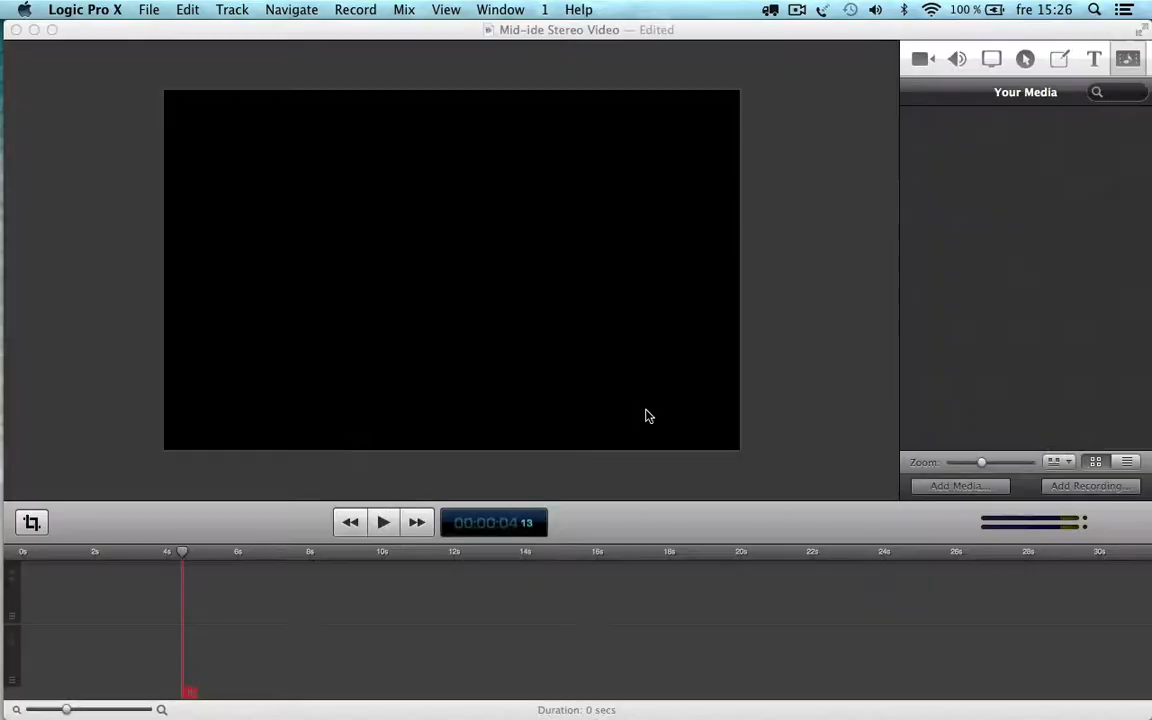 Logic Pro X File Edit Track Navigate Record Mix View Window 1 Help 100 % fre 15:26
Mid-ide Stereo Video — Edited
T
Your Media
Zoom:
Add Media... Add Recording...
00:00:04 13
0s 2s 4s 6s 8s 10s 12s 14s 16s 18s 20s 22s 24s 26s 28s 30s
Duration: 0 secs